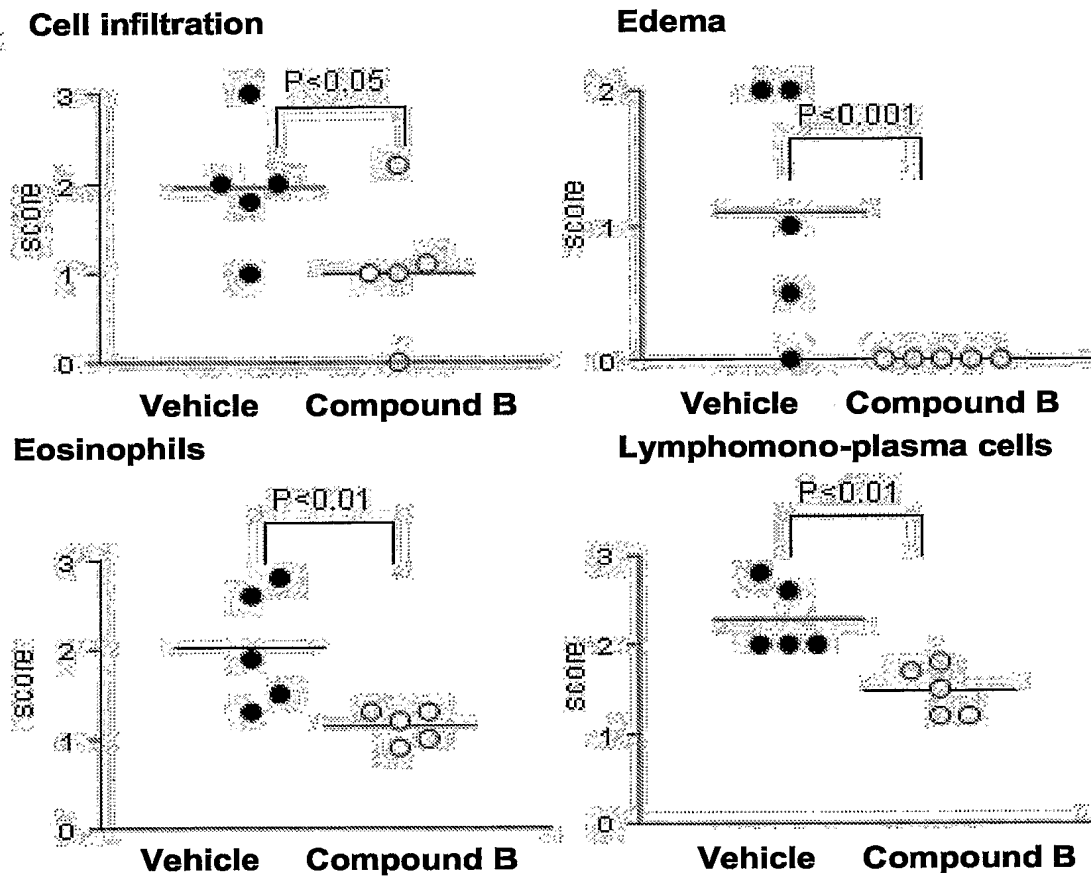 Cell infiltration
P<0.05
3
2
1
0
score
Vehicle Compound B
Edema
P<0.001
2
1
0
score
Vehicle Compound B
Eosinophils
P<0.01
3
2
1
0
score
Vehicle Compound B
Lymphomono-plasma cells
P<0.01
3
2
1
0
score
Vehicle Compound B